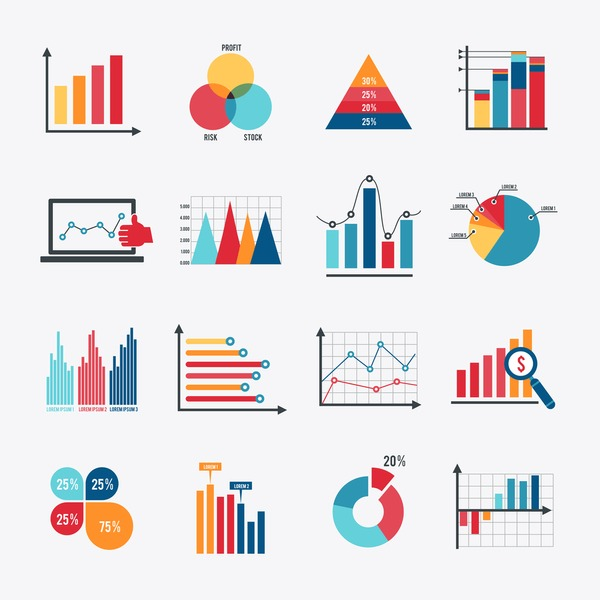 PROFIT
RISK
STOCK
30%
25%
20%
25%
5.000
4.000
3.000
2.000
1.000
0.000
LOREM 3
LOREM 2
LOREM 4
LOREM 1
LOREM 5
LOREM IPSUM 1
LOREM IPSUM 2
LOREM IPSUM 3
$
25%
25%
25%
75%
LOREM 1
LOREM 2
20%